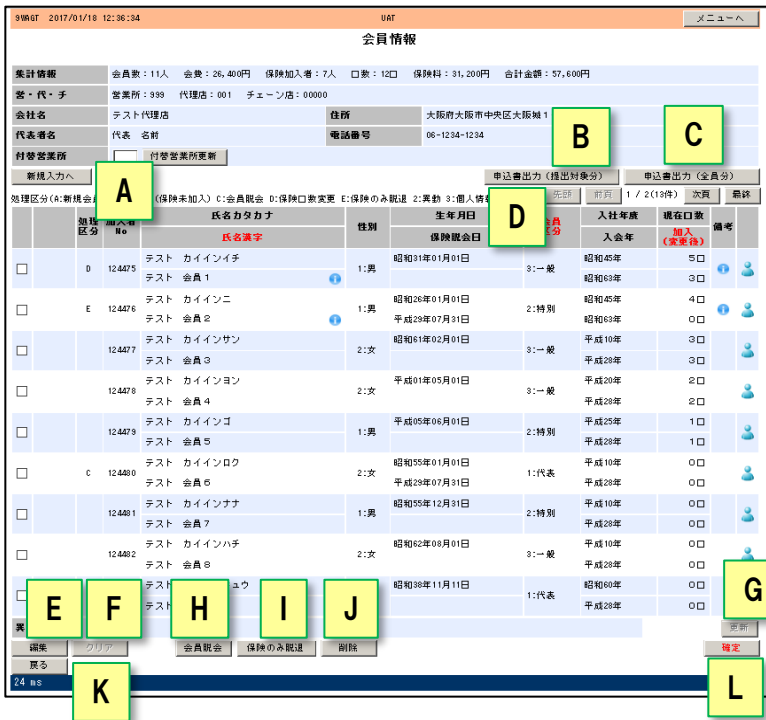 9WAGT 2017/01/18 12:36:34 UAT メニューへ
会員情報
集計情報 会員数：11人 会費：26,400円 保険加入者：7人 口数：12口 保険料：31,200円 合計金額：57,600円
営・代・チ 営業所：999 代理店：001 チェーン店：00000
会社名 テスト代理店 住所 大阪府大阪市中央区大阪城1
代表者名 代表 名前 電話番号 06-1234-1234
付替営業所 付替営業所更新
A B C
新規入力へ 申込書出力（提出対象分） 申込書出力（全員分）
処理区分(A:新規会 (保険未加入) C:会員脱会 D:保険口数変更 E:保険のみ脱退 2:異動 3:個人情 先頭 前頁 1 / 2(13件) 次頁 最終
D
処理区分 加入者No 氏名カタカナ 性別 生年月日 会員区分 入社年度 現在口数 備考
氏名漢字 保険脱会日 入会年 加入(変更後)
D 124475 テスト カイインイチ 1:男 昭和31年01月01日 3:一般 昭和45年 5口
テスト 会員1 昭和63年 3口
E 124476 テスト カイインニ 1:男 昭和26年01月01日 2:特別 昭和45年 4口
テスト 会員2 平成29年07月31日 昭和63年 0口
124477 テスト カイインサン 2:女 昭和61年02月01日 3:一般 平成10年 3口
テスト 会員3 平成28年 3口
124478 テスト カイインヨン 2:女 平成01年05月01日 3:一般 平成20年 2口
テスト 会員4 平成28年 2口
124479 テスト カイインゴ 1:男 平成05年06月01日 2:特別 平成25年 1口
テスト 会員5 平成28年 1口
C 124480 テスト カイインロク 2:女 昭和55年01月01日 1:代表 平成10年 0口
テスト 会員6 平成29年07月31日 平成28年 0口
124481 テスト カイインナナ 1:男 昭和55年12月31日 2:特別 平成10年 0口
テスト 会員7 平成28年 0口
124482 テスト カイインハチ 2:女 昭和62年08月01日 3:一般 平成10年 0口
テスト 会員8 平成28年 0口
テスト ュウ 昭和38年11月11日 1:代表 昭和60年 0口
テス 平成28年 0口
E F H I J G
異 更新
編集 クリア 会員脱会 保険のみ脱退 削除 確定
戻る
24 ms
K L